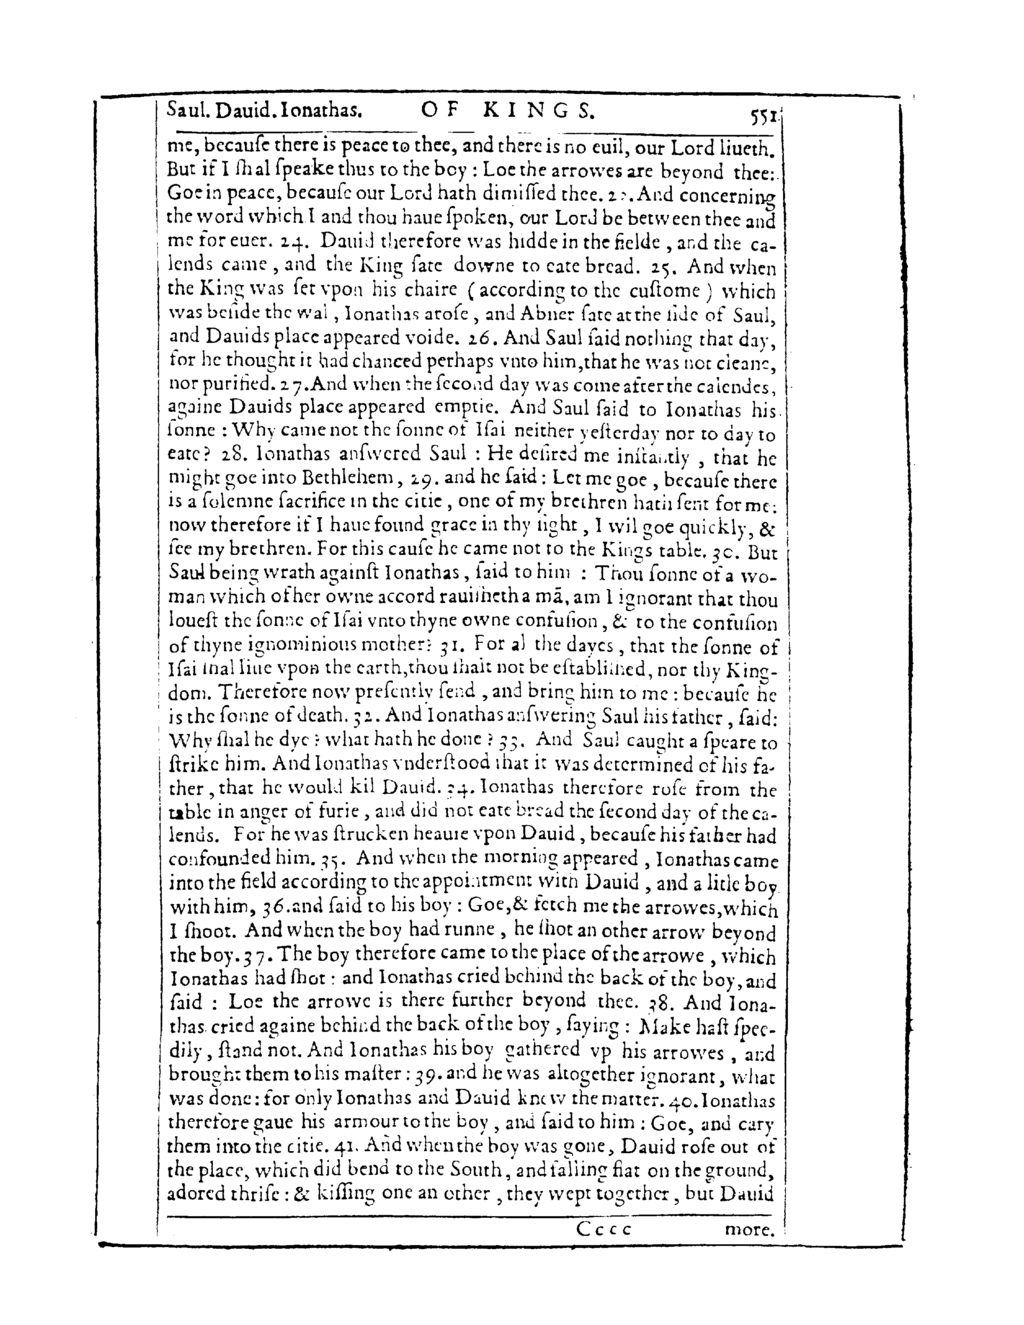 Saul. Dauid. Ionathas. OF KINGS. 551
me, becauſe there is peace to thee, and there is no euil, our Lord liueth.
But if I ſhal ſpeake thus to the boy : Loe the arrowes are beyond thee:
Goe in peace, becauſe our Lord hath dimiſſed thee. 23. And concerning
the word which I and thou haue ſpoken, our Lord be between thee and
me for euer. 24. Dauid therefore was hidde in the fielde , and the ca-
lends came , and the King ſate downe to eate bread. 25. And when
the King was ſet vpon his chaire ( according to the cuſtome ) which
was beſide the wal , Ionathas aroſe , and Abner ſate at the ſide of Saul,
and Dauids place appeared voide. 26. And Saul ſaid nothing that day,
for he thought it had chanced perhaps vnto him,that he was not cleane,
nor purified. 27.And when the ſecond day was come after the calendes,
againe Dauids place appeared emptie. And Saul ſaid to Ionathas his
ſonne : Why came not the ſonne of Iſai neither yeſterday nor to day to
eate? 28. Ionathas anſwered Saul : He deſired me inſtantly , that he
might goe into Bethlehem, 29. and he ſaid : Let me goe , becauſe there
is a ſolemne ſacrifice in the citie , one of my brethren hath ſent for me:
now therefore if I haue found grace in thy ſight , I wil goe quickly, &
ſee my brethren. For this cauſe he came not to the Kings table. 30. But
Saul being wrath againſt Ionathas , ſaid to him : Thou ſonne of a wo-
man which of her owne accord rauiſheth a mā, am I ignorant that thou
loueſt the ſonne of Iſai vnto thyne owne confuſion , & to the confuſion
of thyne ignominious mother? 31. For al the dayes , that the ſonne of
Iſai ſhal liue vpon the earth,thou ſhalt not be eſtabliſhed, nor thy King-
dom. Therefore now preſently ſend , and bring him to me : becauſe he
is the ſonne of death. 32. And Ionathas anſwering Saul his father , ſaid:
Why ſhal he dye ? what hath he done ? 33. And Saul caught a ſpeare to
ſtrike him. And Ionathas vnderſtood that it was determined of his fa-
ther , that he would kil Dauid. 34. Ionathas therefore roſe from the
table in anger of furie , and did not eate bread the ſecond day of the ca-
lends. For he was ſtrucken heauie vpon Dauid , becauſe his father had
confounded him. 35. And when the morning appeared , Ionathas came
into the field according to the appointment with Dauid , and a litle boy
with him, 36.and ſaid to his boy : Goe,& fetch me the arrowes,which
I ſhoot. And when the boy had runne , he ſhot an other arrow beyond
the boy.37. The boy therefore came to the place of the arrowe , which
Ionathas had ſhot : and Ionathas cried behind the back of the boy, and
ſaid : Loe the arrowe is there further beyond thee. 38. And Iona-
thas cried againe behind the back of the boy , ſaying : Make haſt ſpee-
dily , ſtand not. And Ionathas his boy gathered vp his arrowes , and
brought them to his maſter : 39. and he was altogether ignorant, what
was done: for only Ionathas and Dauid knew the matter. 40.Ionathas
therefore gaue his armour to the boy , and ſaid to him : Goe, and cary
them into the citie. 41. And when the boy was gone, Dauid roſe out of
the place, which did bend to the South, and falling flat on the ground,
adored thriſe : & kiſſing one an other , they wept together , but Dauid
Cccc more.